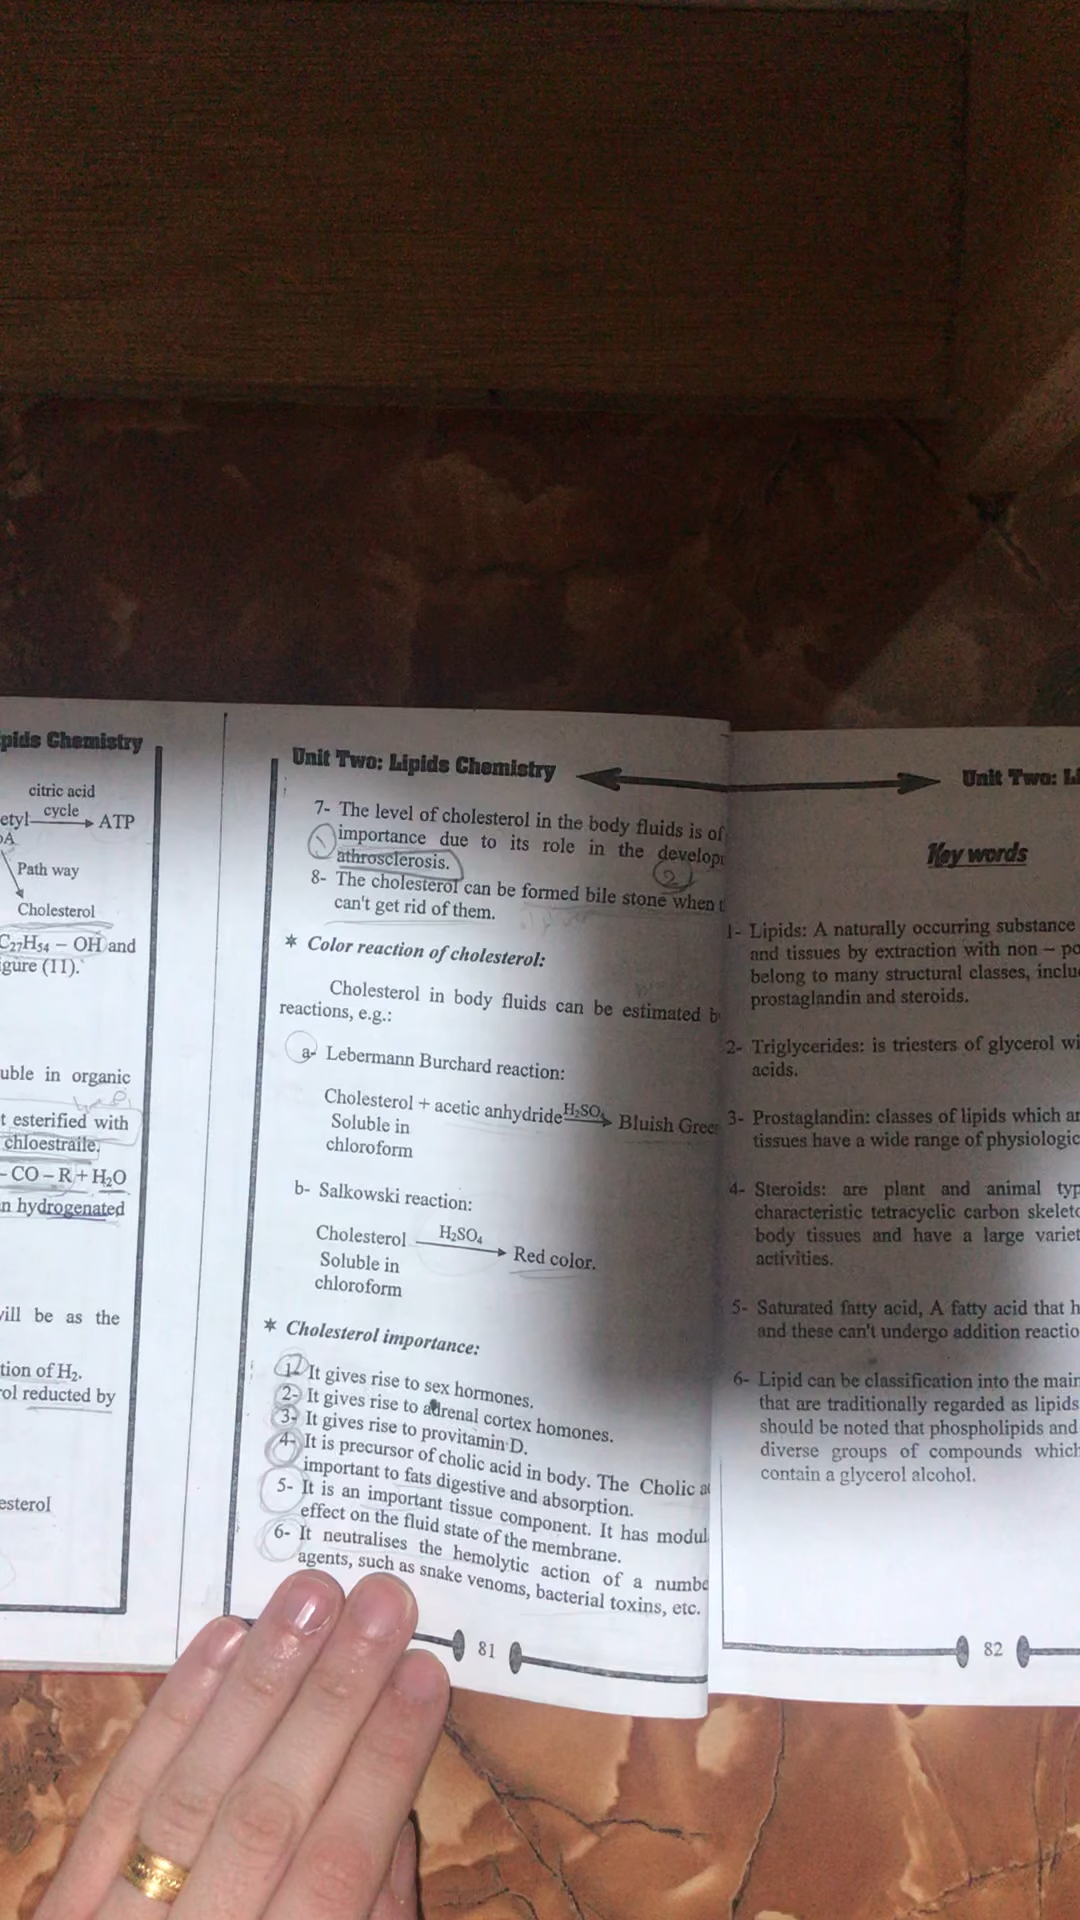 pids Chemistry
citric acid
etyl cycle ATP
Path way
Cholesterol
C27H54 – OH and
igure (11).
uble in organic
t esterified with
chloestraile.
– CO – R + H2O
n hydrogenated
vill be as the
tion of H2.
rol reducted by
esterol
Unit Two: Lipids Chemistry
7- The level of cholesterol in the body fluids is of
importance due to its role in the develop
athrosclerosis.
2
8- The cholesterol can be formed bile stone when
can't get rid of them.
* Color reaction of cholesterol:
Cholesterol in body fluids can be estimated b
reactions, e.g.:
a- Lebermann Burchard reaction:
Cholesterol + acetic anhydride H2SO4 Bluish Gree
Soluble in
chloroform
b- Salkowski reaction:
Cholesterol H2SO4 Red color.
Soluble in
chloroform
* Cholesterol importance:
1- It gives rise to sex hormones.
2- It gives rise to adrenal cortex homones.
3- It gives rise to provitamin D.
4- It is precursor of cholic acid in body. The Cholic a
important to fats digestive and absorption.
5- It is an important tissue component. It has modul
effect on the fluid state of the membrane.
6- It neutralises the hemolytic action of a numbe
agents, such as snake venoms, bacterial toxins, etc.
81
Unit Two: Li
Key words
1- Lipids: A naturally occurring substance
and tissues by extraction with non – po
belong to many structural classes, inclu
prostaglandin and steroids.
2- Triglycerides: is triesters of glycerol wi
acids.
3- Prostaglandin: classes of lipids which ar
tissues have a wide range of physiologic
4- Steroids: are plant and animal typ
characteristic tetracyclic carbon skeleto
body tissues and have a large variet
activities.
5- Saturated fatty acid, A fatty acid that h
and these can't undergo addition reactio
6- Lipid can be classification into the main
that are traditionally regarded as lipids
should be noted that phospholipids and
diverse groups of compounds which
contain a glycerol alcohol.
82